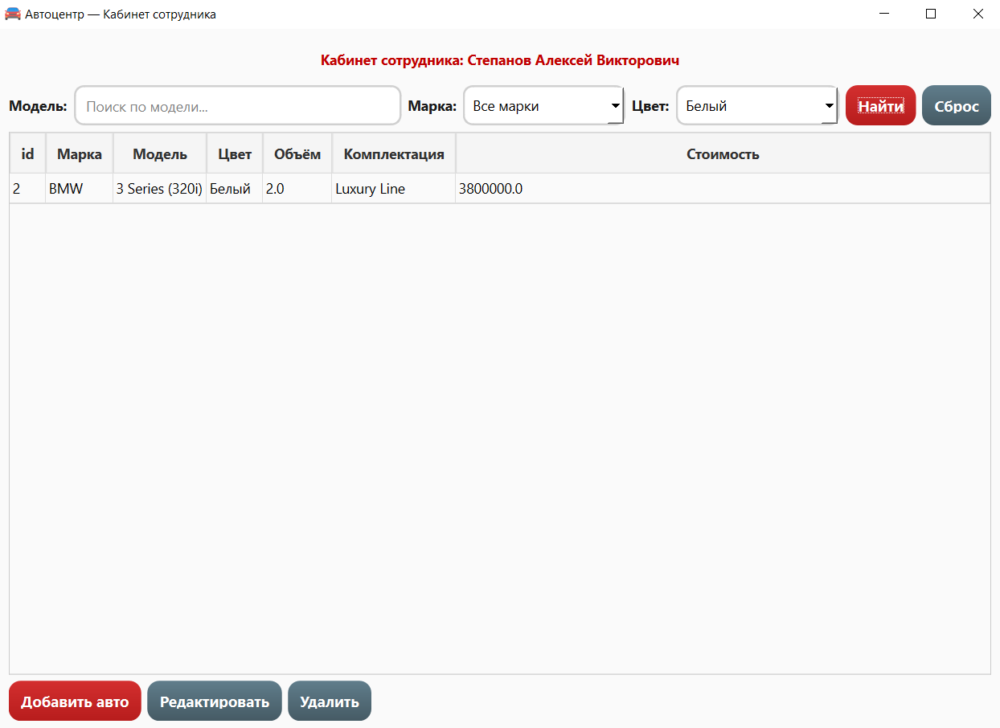 Автоцентр — Кабинет сотрудника
Кабинет сотрудника: Степанов Алексей Викторович
Модель: Поиск по модели... Марка: Все марки Цвет: Белый Найти Сброс
id Марка Модель Цвет Объём Комплектация Стоимость
2 BMW 3 Series (320i) Белый 2.0 Luxury Line 3800000.0
Добавить авто Редактировать Удалить